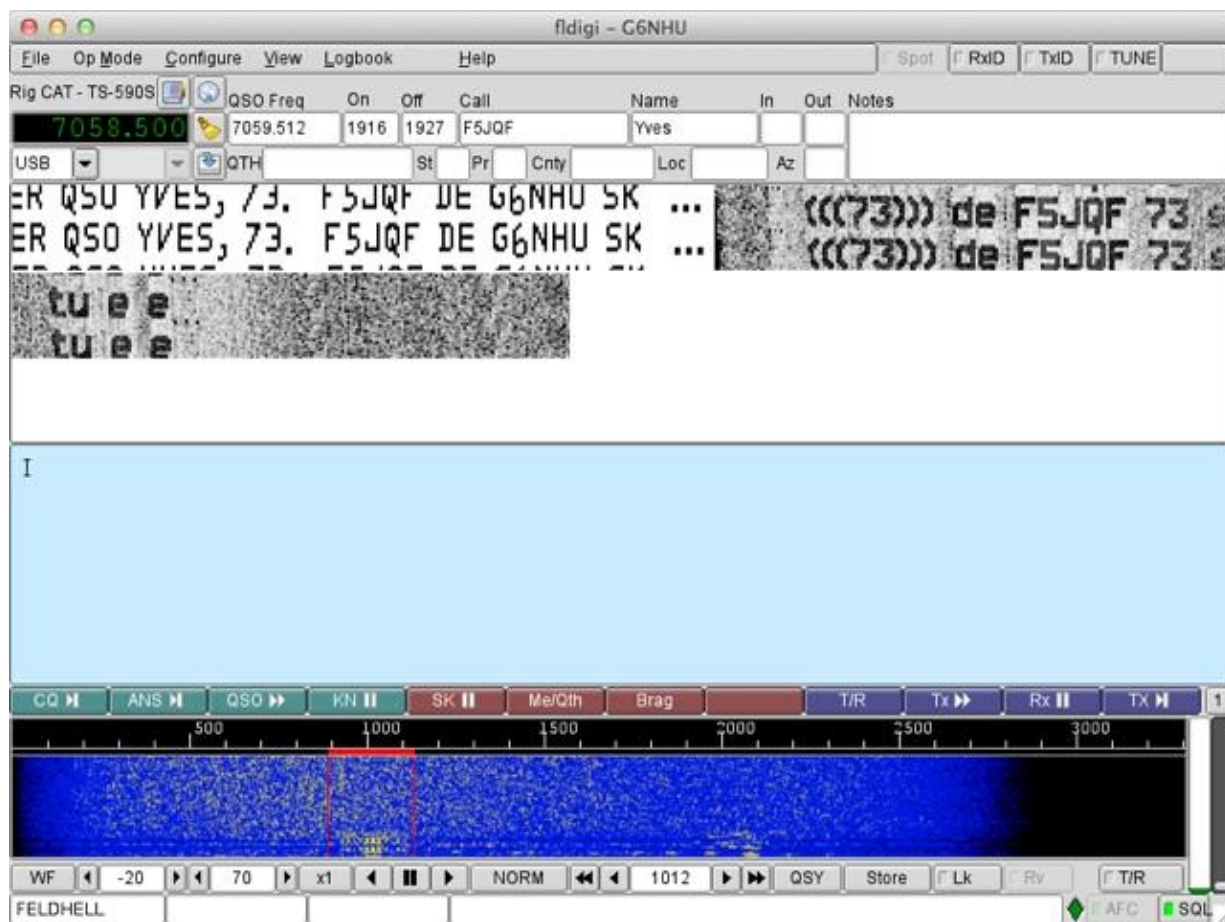 fldigi – G6NHU
File Op Mode Configure View Logbook Help Spot RxID TxID TUNE
Rig CAT - TS-590S QSO Freq On Off Call Name In Out Notes
7058.500 7059.512 1916 1927 F5JQF Yves
USB QTH St Pr Cnty Loc Az
ER QSO YVES, 73. F5JQF DE G6NHU SK ... (((73))) de F5JQF 73 s
ER QSO YVES, 73. F5JQF DE G6NHU SK ... (((73))) de F5JQF 73 s
tu e e...
tu e e
CQ ANS QSO KN SK Me/Qth Brag T/R Tx Rx TX 1
500 1000 1500 2000 2500 3000
WF -20 70 x1 NORM 1012 QSY Store Lk Rv T/R
FELDHELL AFC SQL